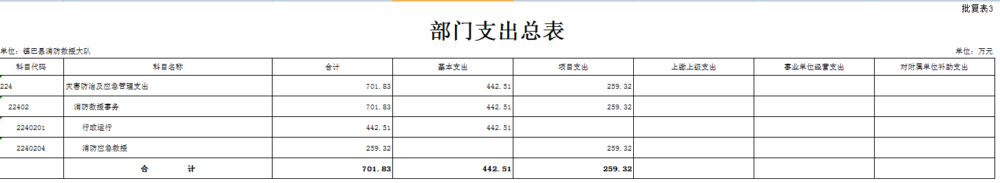 批复表3
部门支出总表
单位：镇巴县消防救援大队 单位：万元
科目代码 科目名称 合计 基本支出 项目支出 上缴上级支出 事业单位经营支出 对附属单位补助支出
224 灾害防治及应急管理支出 701.83 442.51 259.32
22402 消防救援事务 701.83 442.51 259.32
2240201 行政运行 442.51 442.51
2240204 消防应急救援 259.32 259.32
合 计 701.83 442.51 259.32